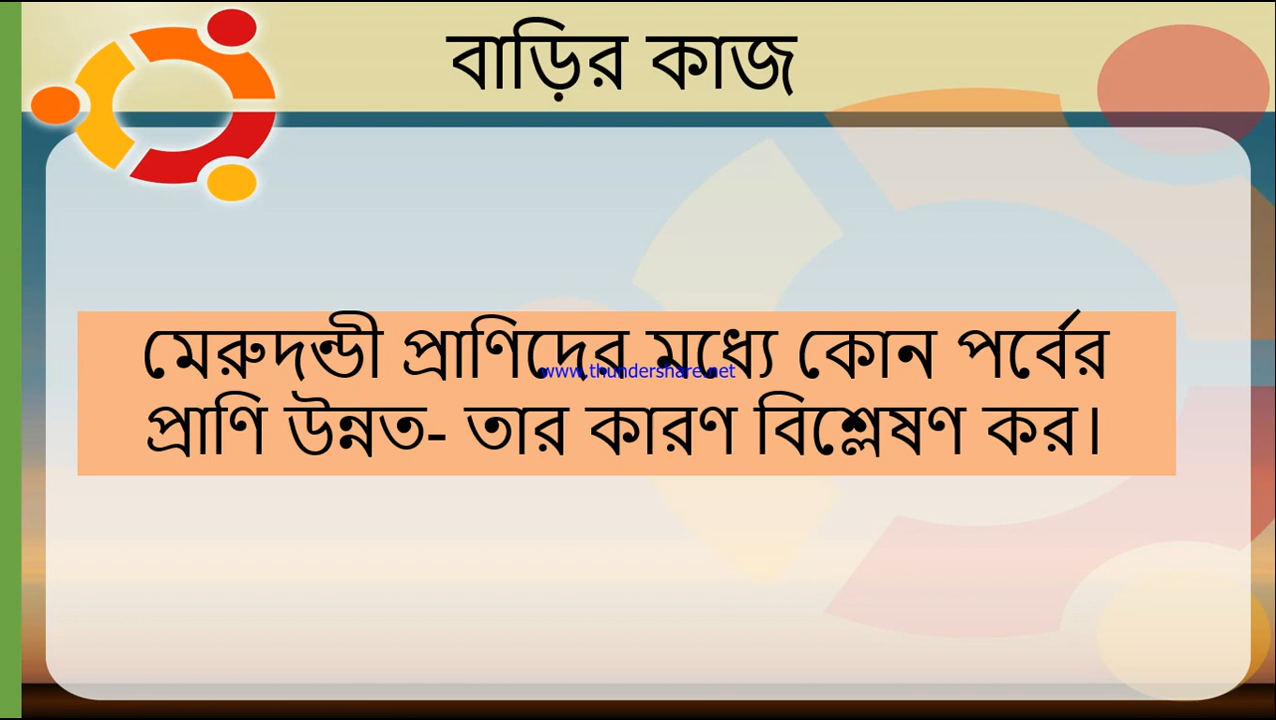 বাড়ির কাজ
মেরুদন্ডী প্রাণিদের মধ্যে কোন পর্বের
www.thundershare.net
প্রাণি উন্নত- তার কারণ বিশ্লেষণ কর।